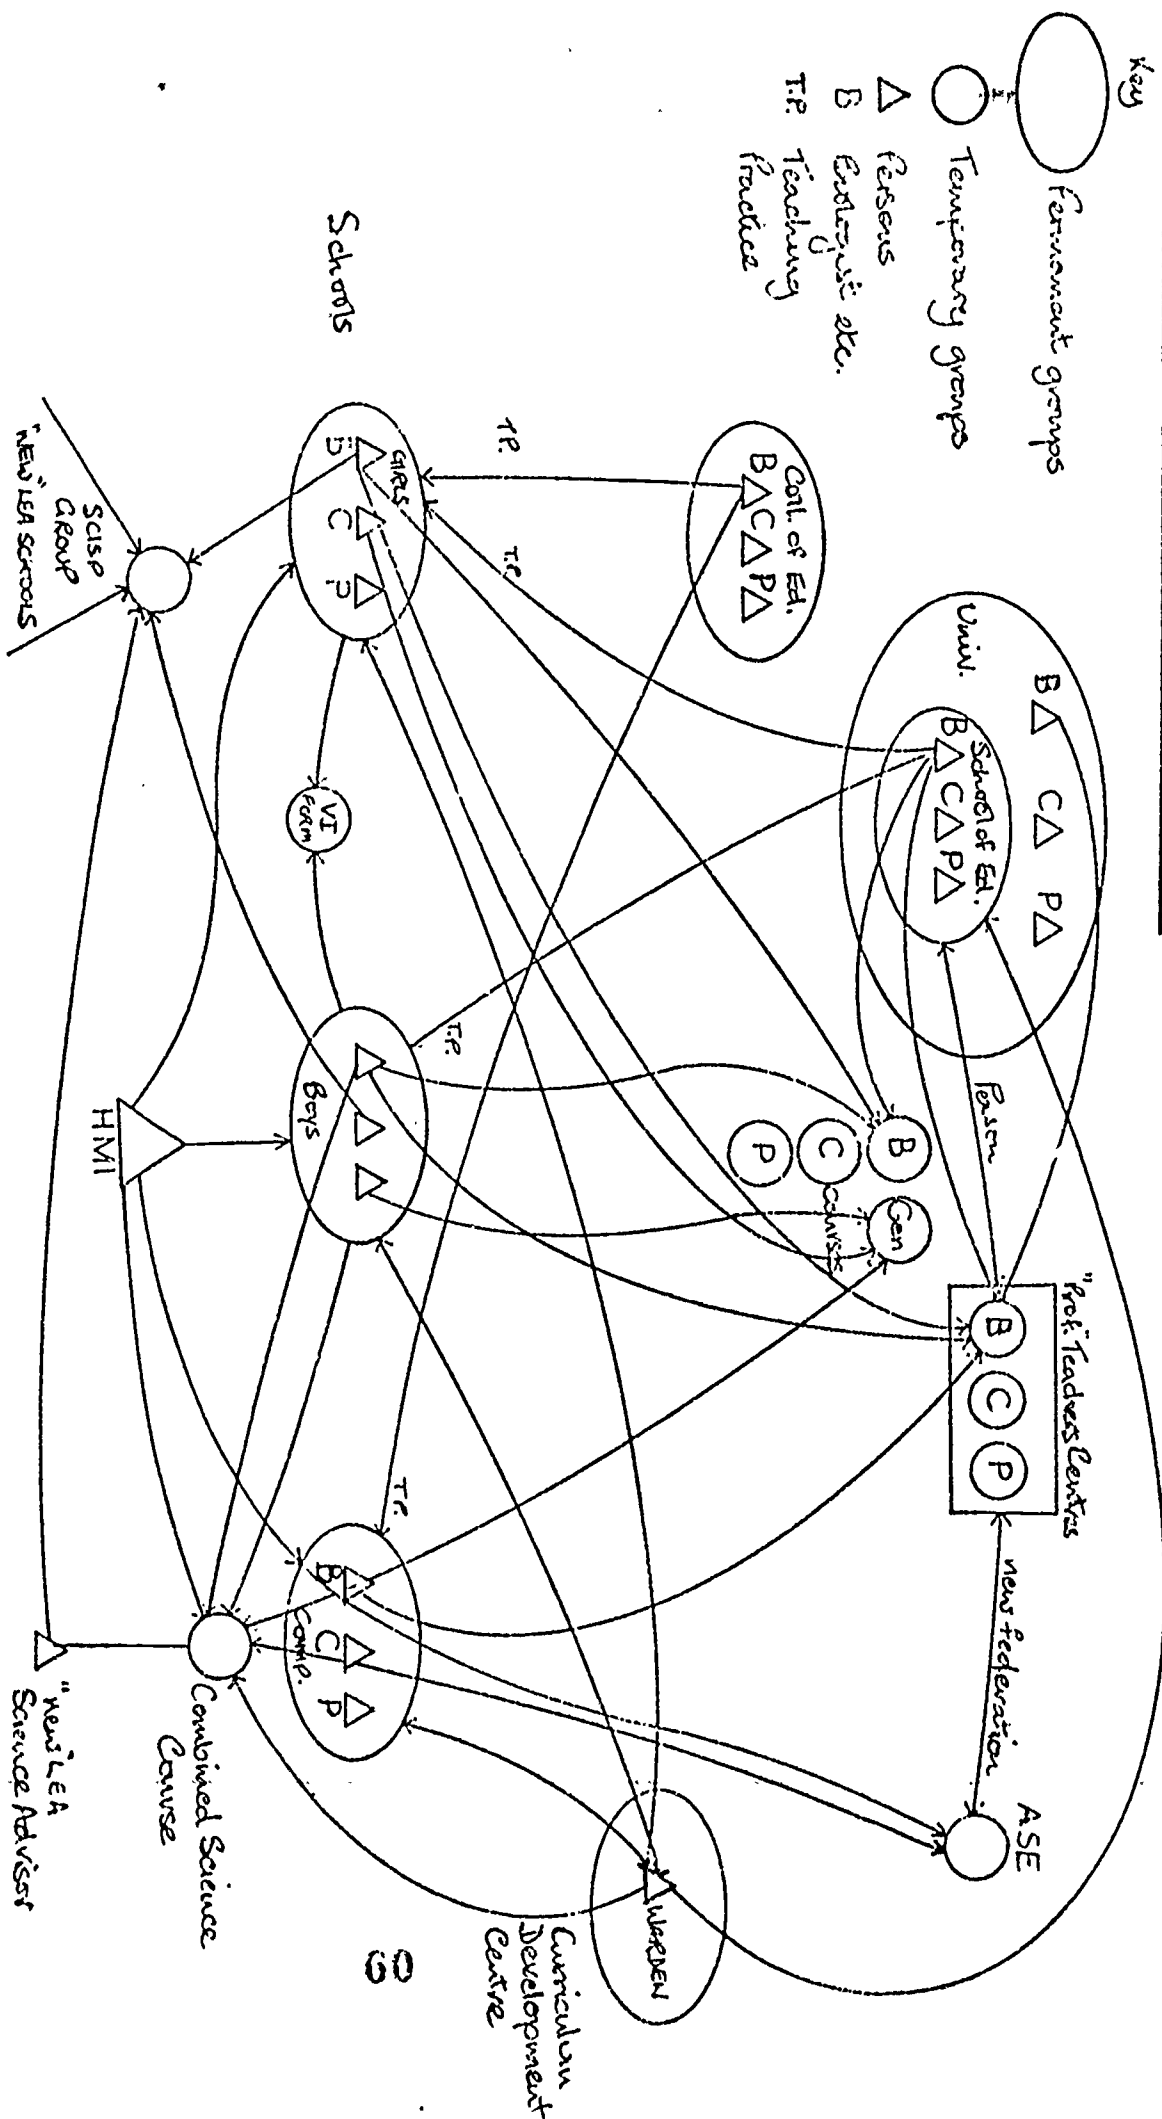 Key
Permanent groups
Temporary groups
Persons
B Biologist etc.
T.P. Teaching
Practice
Univ.
B C P
School of Ed.
B C P
Coll. of Ed.
B C P
T.P.
T.P.
Person
"Prof." Teachers Centres
B C P
new federation
ASE
B
C
P
Gen
Courses
Schools
GIRLS
B C P
VI
FORM
Boys
T.P.
T.P.
COMP.
B C P
WARDEN
Curriculum
Development
Centre
SCISP
GROUP
"NEW" LEA SCHOOLS
HMI
Combined Science
Course
"new" LEA
Science Advisor
60